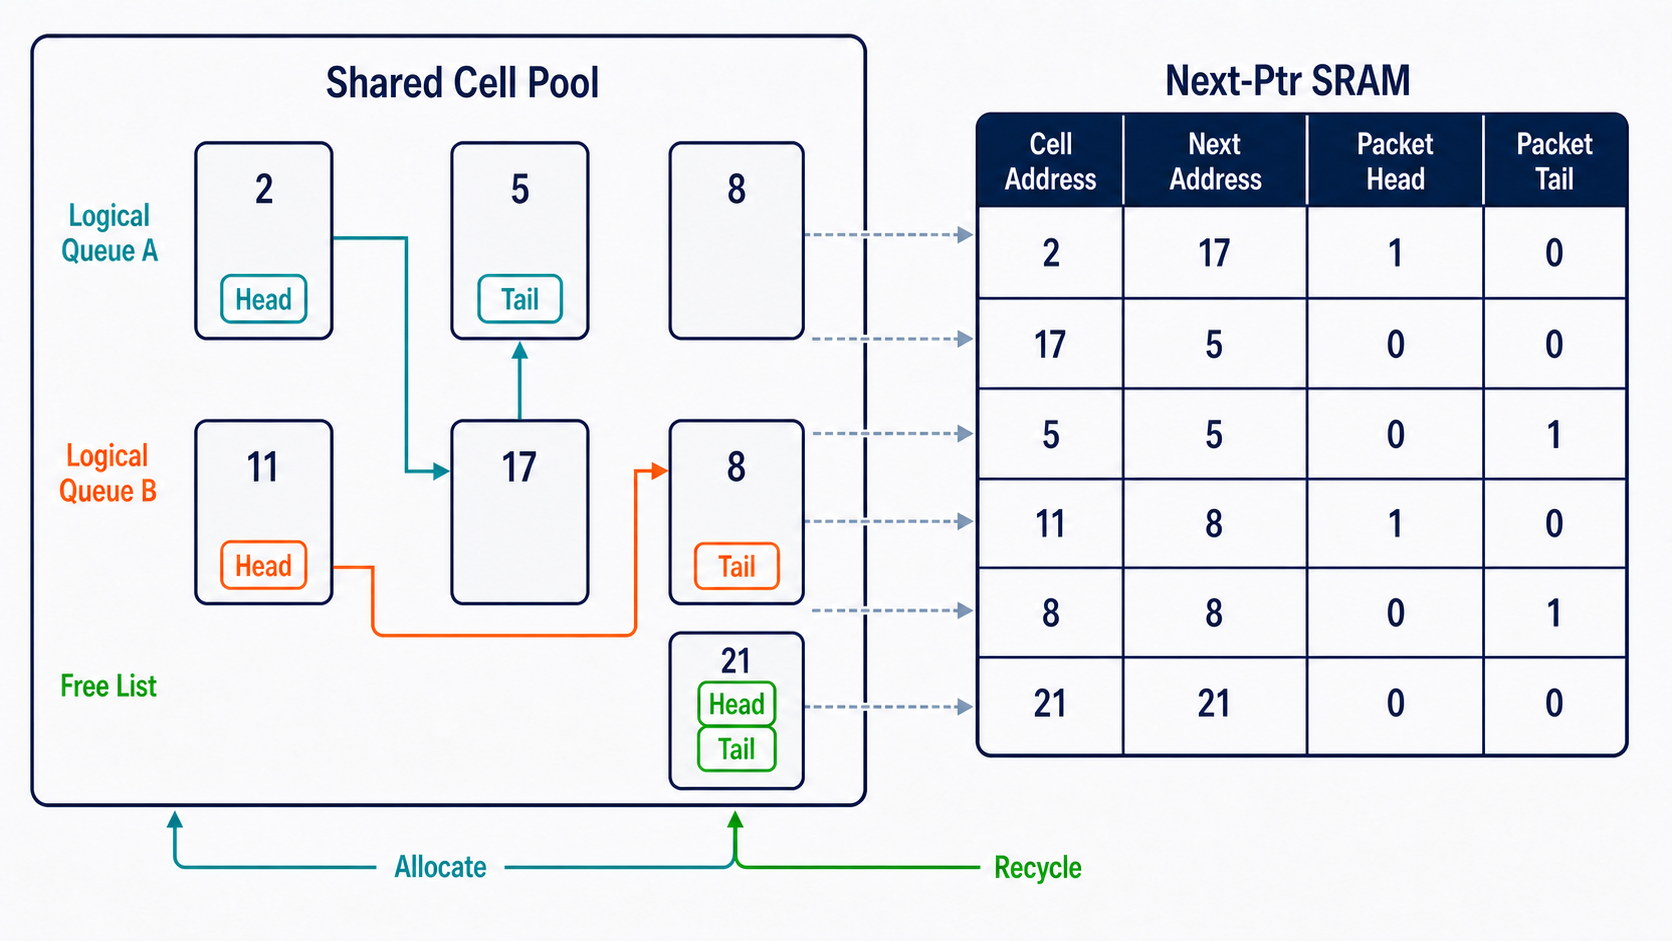 Shared Cell Pool
Logical
Queue A
2
Head
5
Tail
8
Logical
Queue B
11
Head
17
8
Tail
Free List
21
Head
Tail
Allocate
Recycle
Next-Ptr SRAM
Cell Address Next Address Packet Head Packet Tail
2 17 1 0
17 5 0 0
5 5 0 1
11 8 1 0
8 8 0 1
21 21 0 0